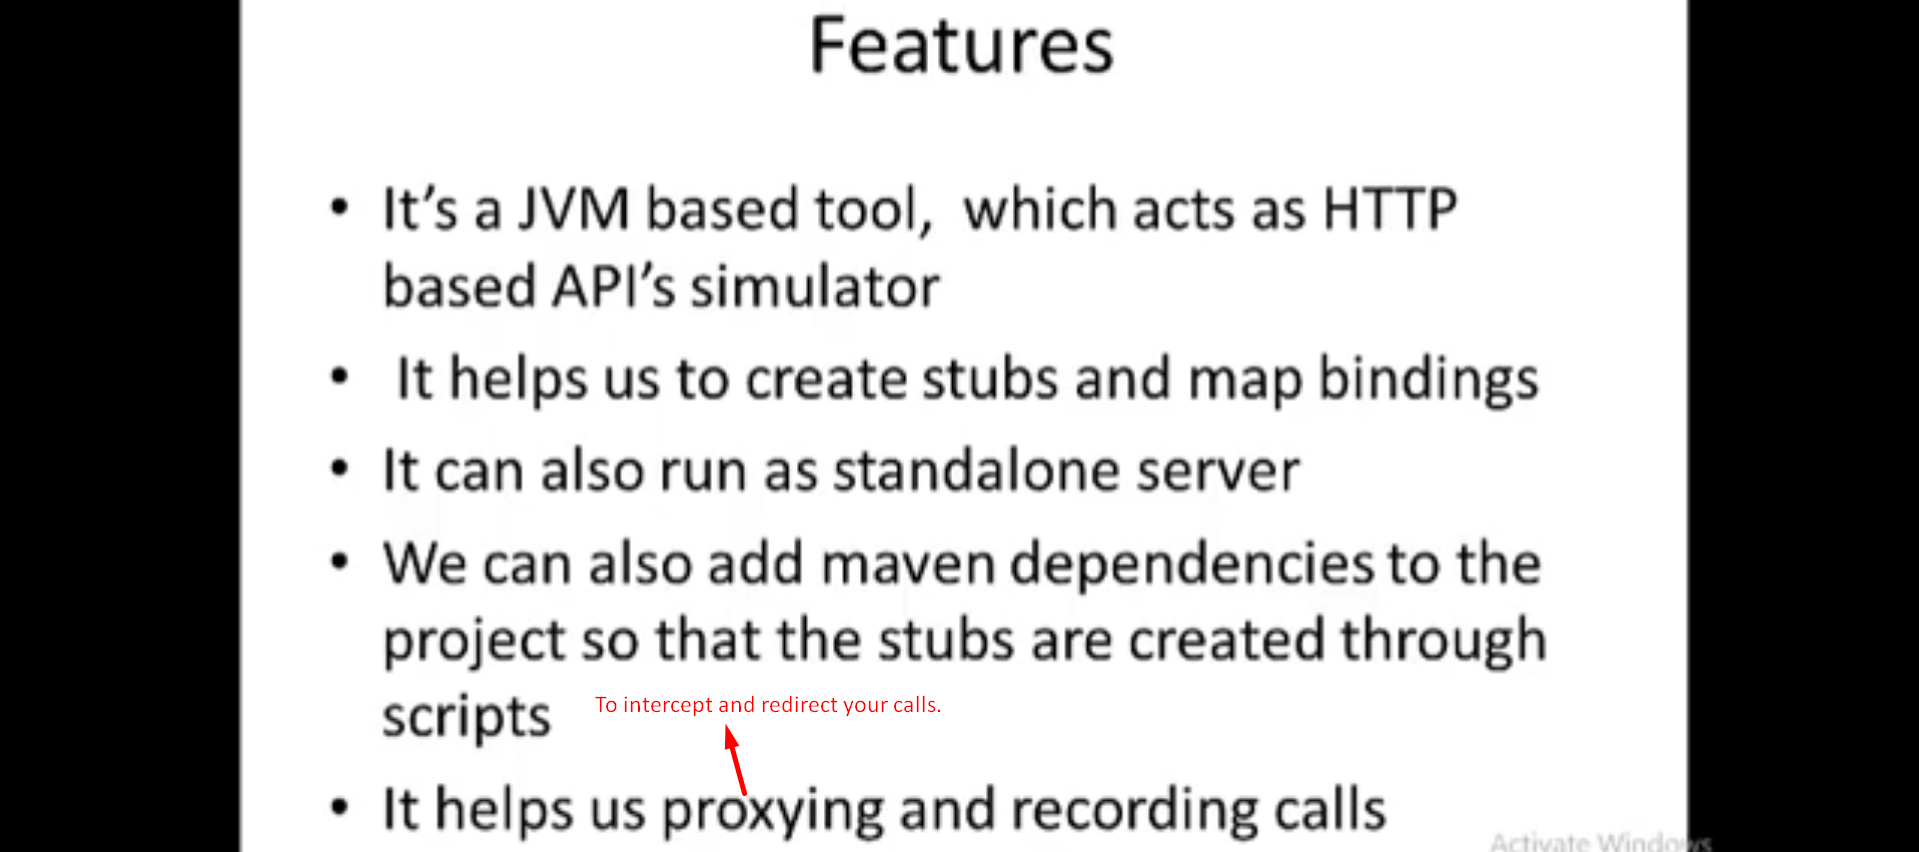 Features
• It's a JVM based tool,  which acts as HTTP
based API's simulator
•  It helps us to create stubs and map bindings
• It can also run as standalone server
• We can also add maven dependencies to the
project so that the stubs are created through
scripts
To intercept and redirect your calls.
• It helps us proxying and recording calls
Activate Windows